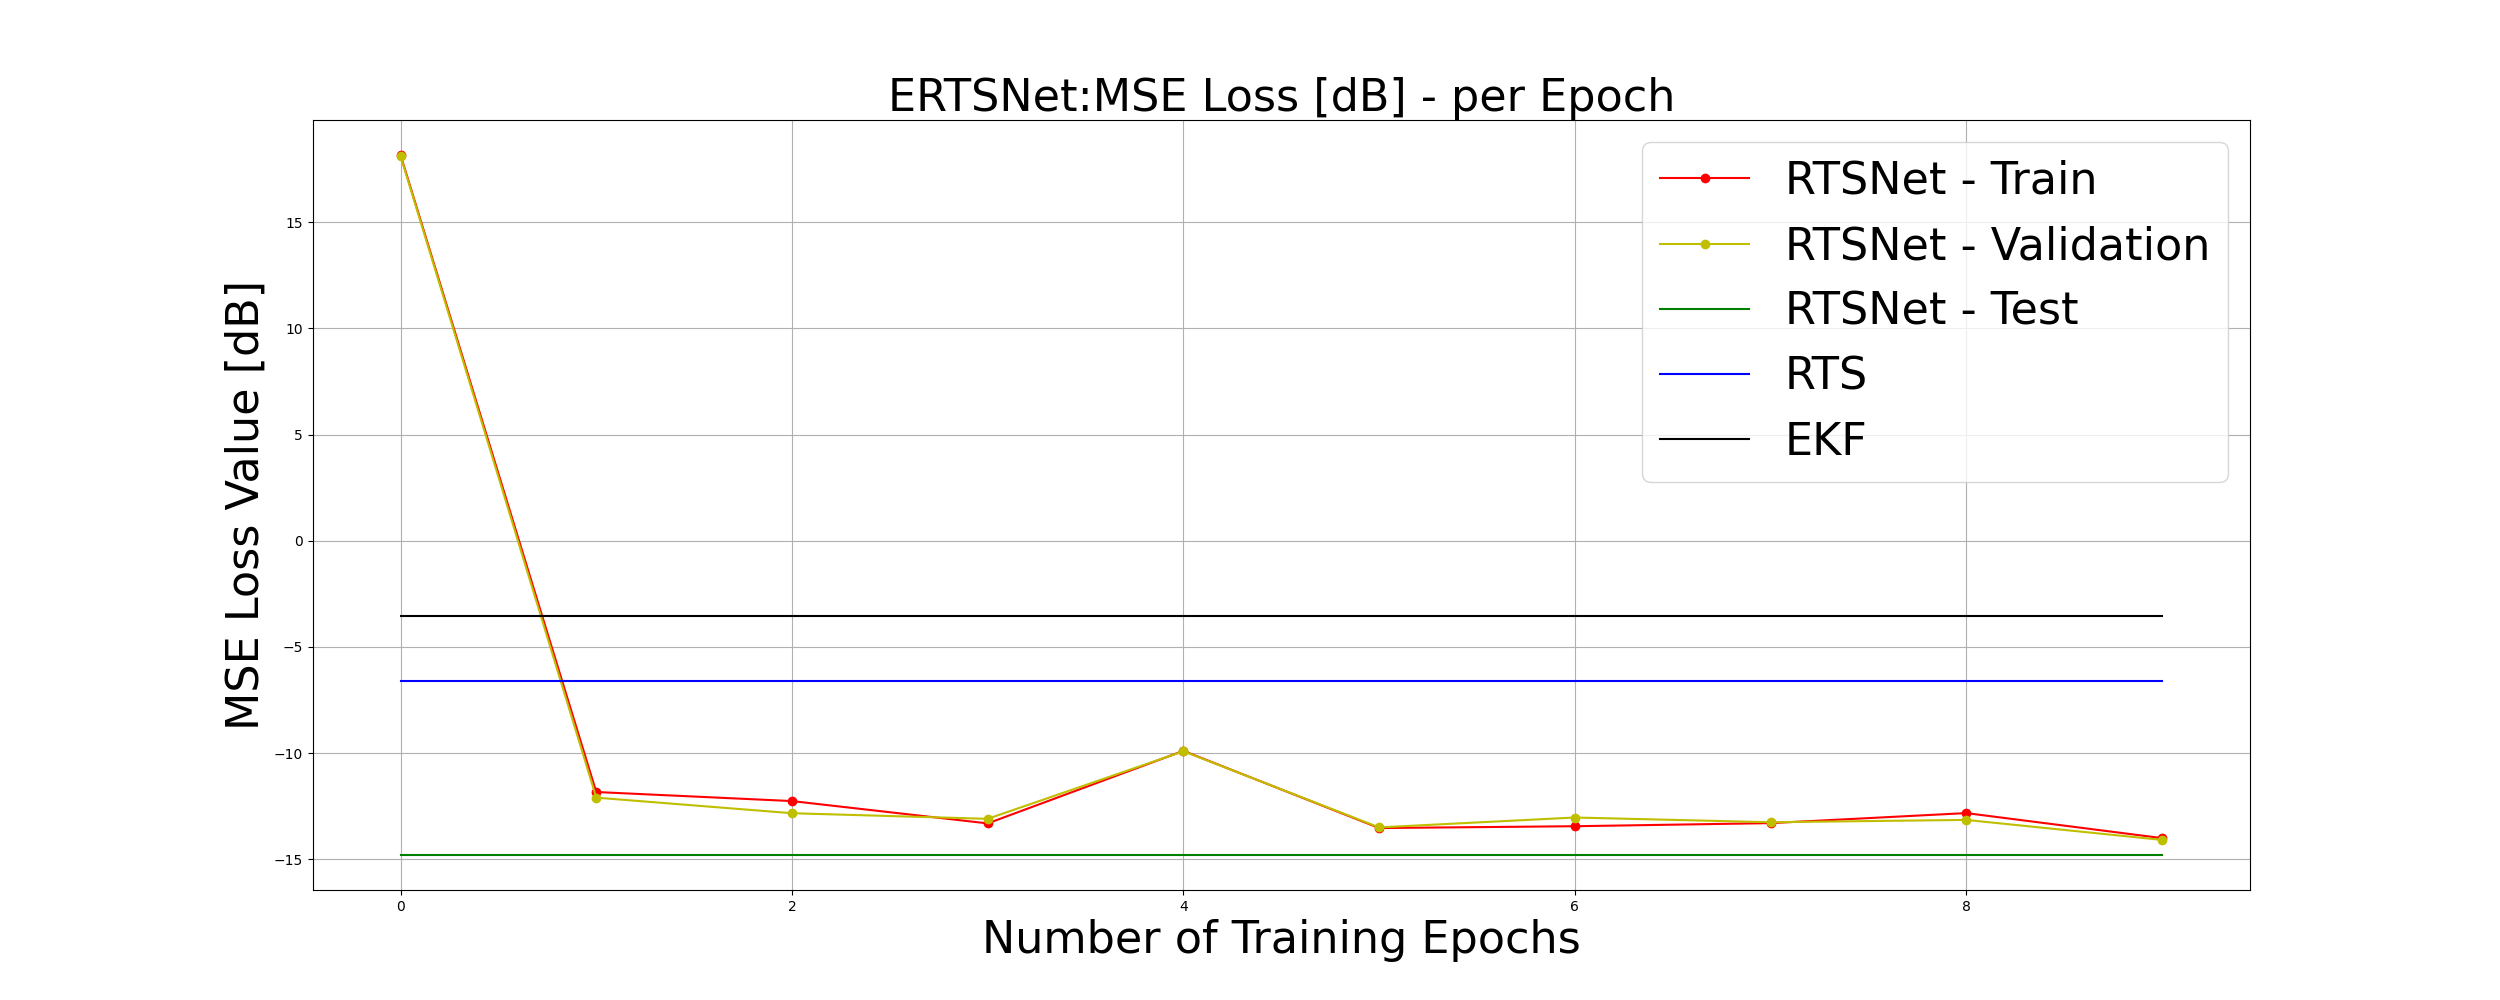 ERTSNet:MSE Loss [dB] - per Epoch
MSE Loss Value [dB]
15
10
5
0
−5
−10
−15
RTSNet - Train
RTSNet - Validation
RTSNet - Test
RTS
EKF
0
2
4
6
8
Number of Training Epochs